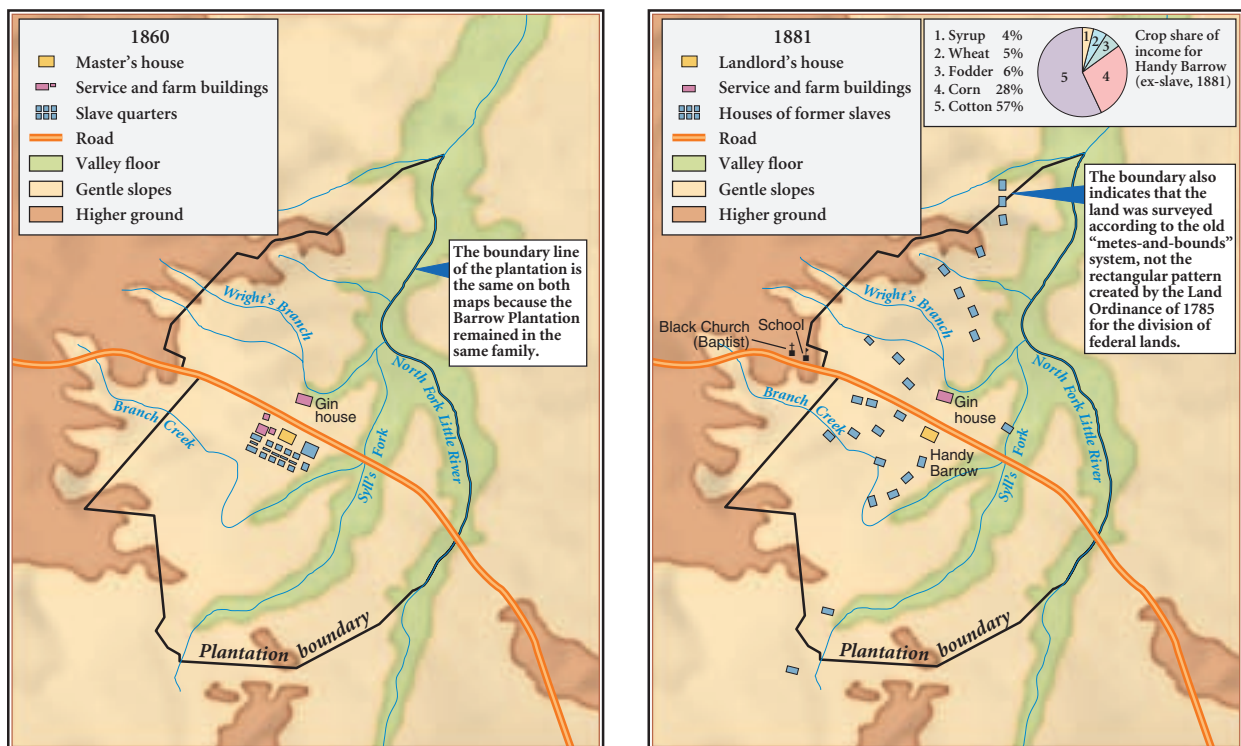 1860
Master's house
Service and farm buildings
Slave quarters
Road
Valley floor
Gentle slopes
Higher ground
The boundary line
of the plantation is
the same on both
maps because the
Barrow Plantation
remained in the
same family.
Wright's Branch
Branch Creek
Gin
house
North Fork Little River
Syll's Fork
Plantation boundary
1881
Landlord's house
Service and farm buildings
Houses of former slaves
Road
Valley floor
Gentle slopes
Higher ground
1. Syrup 4%
2. Wheat 5%
3. Fodder 6%
4. Corn 28%
5. Cotton 57%
1
2
3
4
5
Crop share of
income for
Handy Barrow
(ex-slave, 1881)
The boundary also
indicates that the
land was surveyed
according to the old
“metes-and-bounds”
system, not the
rectangular pattern
created by the Land
Ordinance of 1785
for the division of
federal lands.
Wright's Branch
Black Church
(Baptist)
School
Branch Creek
Gin
house
Handy
Barrow
North Fork Little River
Syll's Fork
Plantation boundary